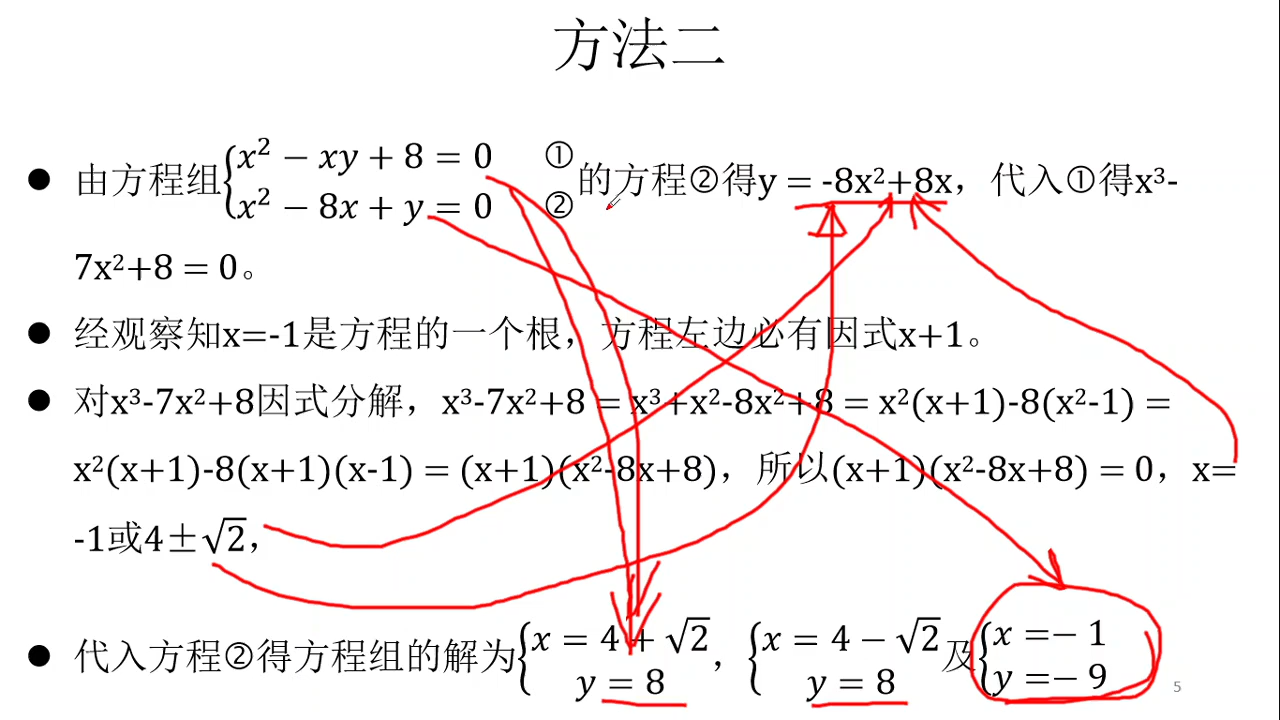 方法二
由方程组{x² − xy + 8 = 0 ①
x² − 8x + y = 0 ② 的方程②得y = -8x²+8x，代入①得x³-
7x²+8 = 0。
经观察知x=-1是方程的一个根，方程左边必有因式x+1。
对x³-7x²+8因式分解，x³-7x²+8 = x³+x²-8x²+8 = x²(x+1)-8(x²-1) =
x²(x+1)-8(x+1)(x-1) = (x+1)(x²-8x+8)，所以(x+1)(x²-8x+8) = 0，x=
-1或4±√2，
代入方程②得方程组的解为{x = 4 + √2, y = 8，{x = 4 − √2, y = 8 及{x =− 1, y =− 9
5